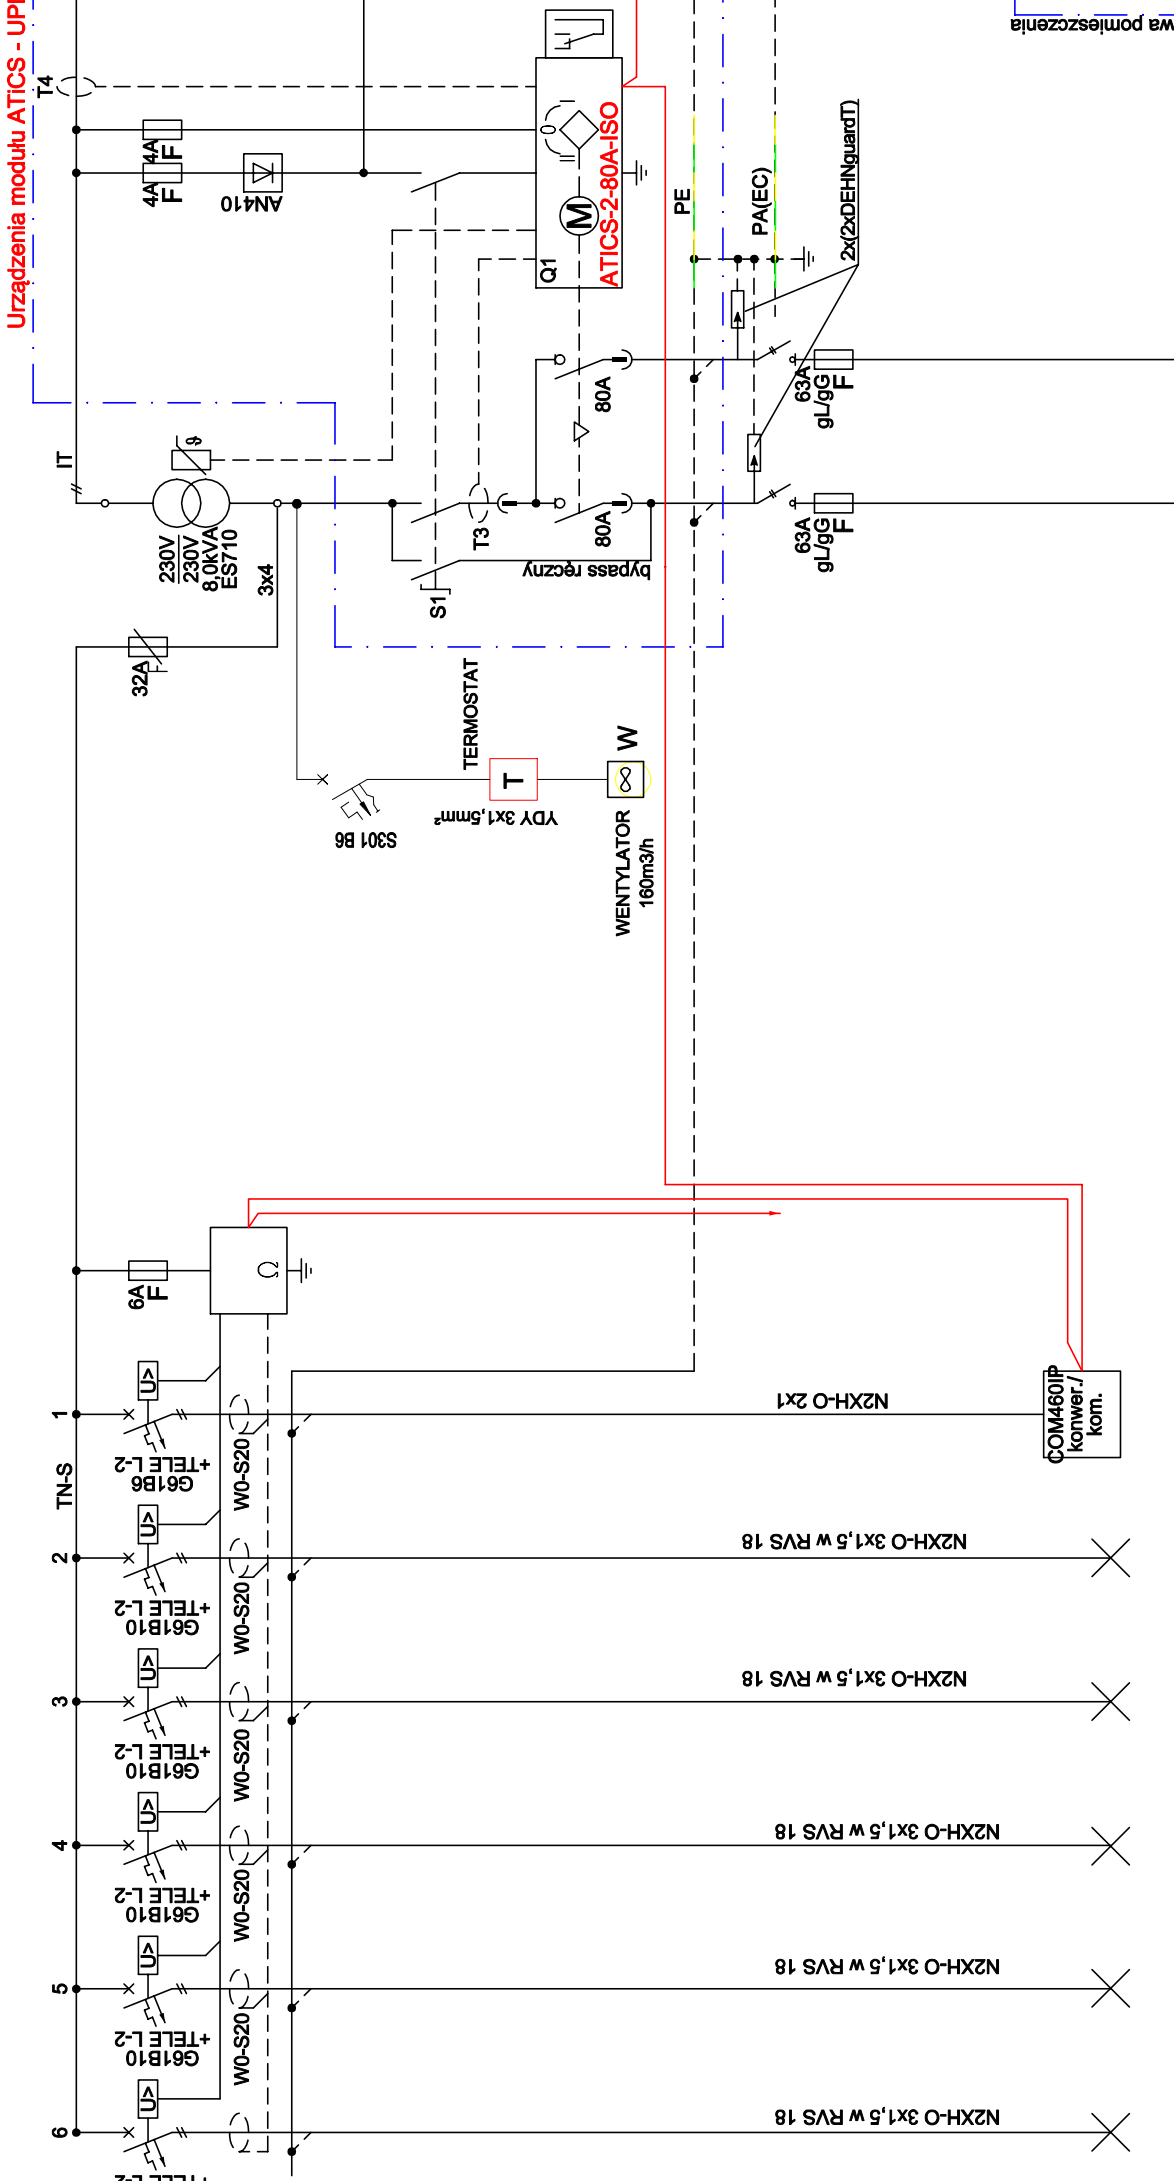 Urządzenia modułu ATiCS - UPI
T4
4A
F
4A
F
AN410
IT
ϑ
230V
230V
8,0kVA
ES710
3x4
32A
F
0
I
II
M
Q1
ATICS-2-80A-ISO
T3
S1
80A
80A
bypass ręczny
PE
PA(EC)
2x(2xDEHNguardT)
63A
gL/gG
F
63A
gL/gG
F
wa pomieszczenia
TERMOSTAT
T
YDY 3x1,5mm²
S301 B6
W
WENTYLATOR
160m3/h
6A
F
Ω
TN-S
1
U<
G61B6
+TELE L-2
W0-S20
N2XH-O 2x1
COM460IP
konwer./
kom.
2
U<
G61B10
+TELE L-2
W0-S20
N2XH-O 3x1,5 w RVS 18
3
U<
G61B10
+TELE L-2
W0-S20
N2XH-O 3x1,5 w RVS 18
4
U<
G61B10
+TELE L-2
W0-S20
N2XH-O 3x1,5 w RVS 18
5
U<
G61B10
+TELE L-2
W0-S20
N2XH-O 3x1,5 w RVS 18
6
U<
+TELE L-2
N2XH-O 3x1,5 w RVS 18